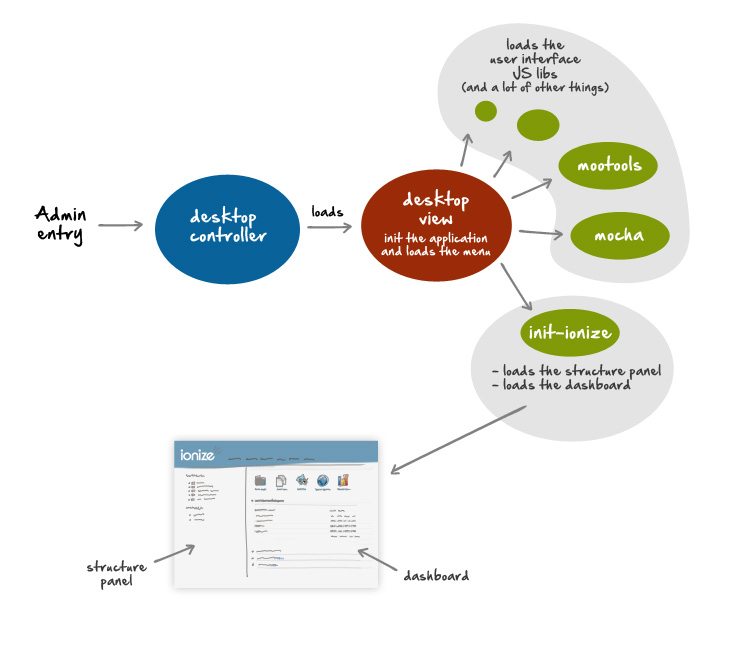 loads the
user interface
JS libs
(and a lot of other things)
mootools
mocha
Admin
entry
desktop
controller
loads
desktop
view
init the application
and loads the menu
init-ionize
- loads the structure panel
- loads the dashboard
ionize
structure
panel
dashboard